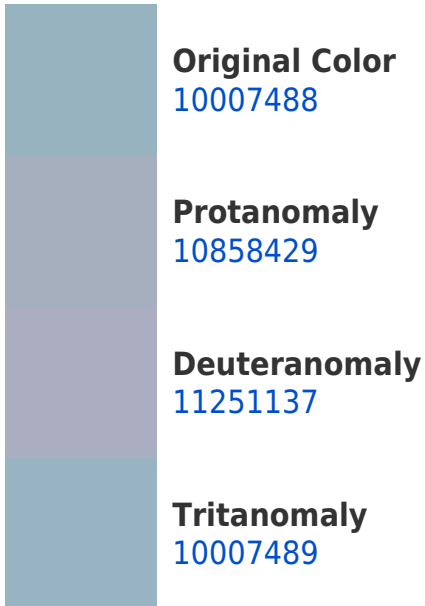 Original Color
10007488
Protanomaly
10858429
Deuteranomaly
11251137
Tritanomaly
10007489